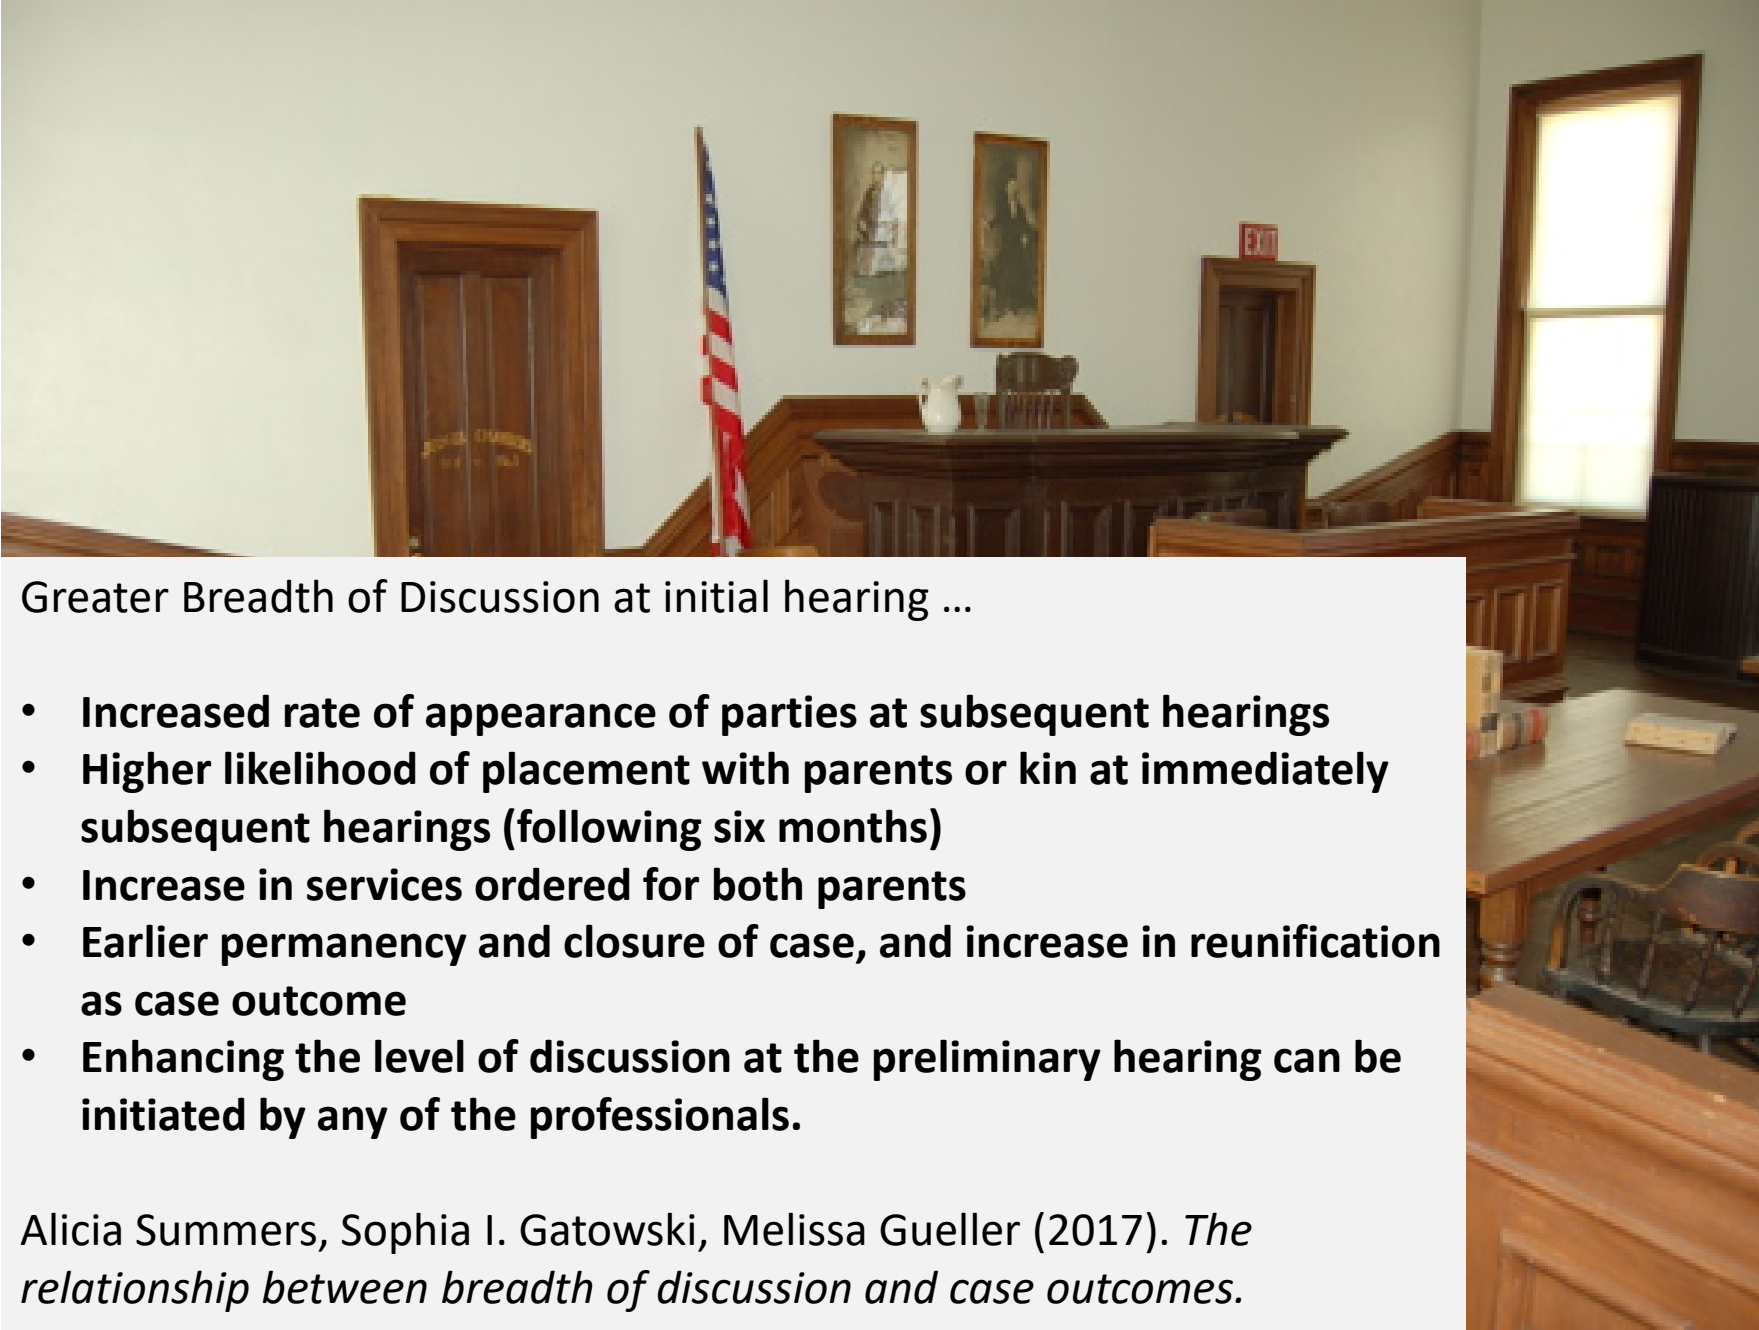 EXIT
Greater Breadth of Discussion at initial hearing ...
• Increased rate of appearance of parties at subsequent hearings
• Higher likelihood of placement with parents or kin at immediately
subsequent hearings (following six months)
• Increase in services ordered for both parents
• Earlier permanency and closure of case, and increase in reunification
as case outcome
• Enhancing the level of discussion at the preliminary hearing can be
initiated by any of the professionals.
Alicia Summers, Sophia I. Gatowski, Melissa Gueller (2017). The
relationship between breadth of discussion and case outcomes.